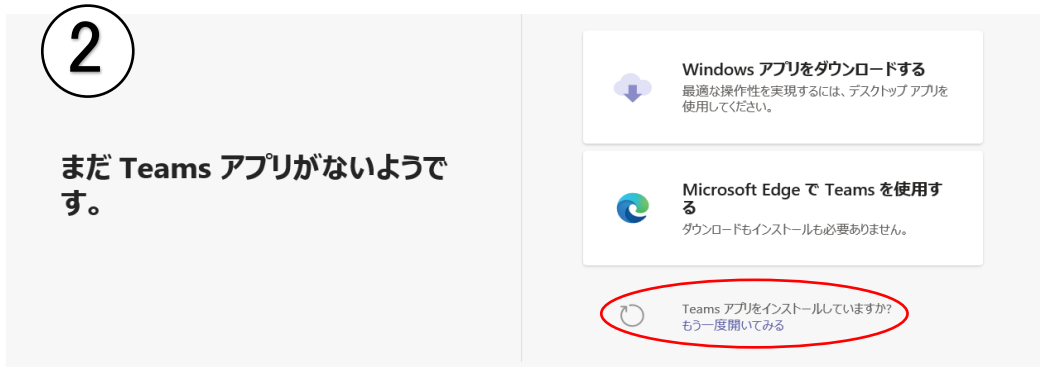 2
まだ Teams アプリがないようで
す。
Windows アプリをダウンロードする
最適な操作性を実現するには、デスクトップ アプリを
使用してください。
Microsoft Edge で Teams を使用す
る
ダウンロードもインストールも必要ありません。
Teams アプリをインストールしていますか?
もう一度開いてみる